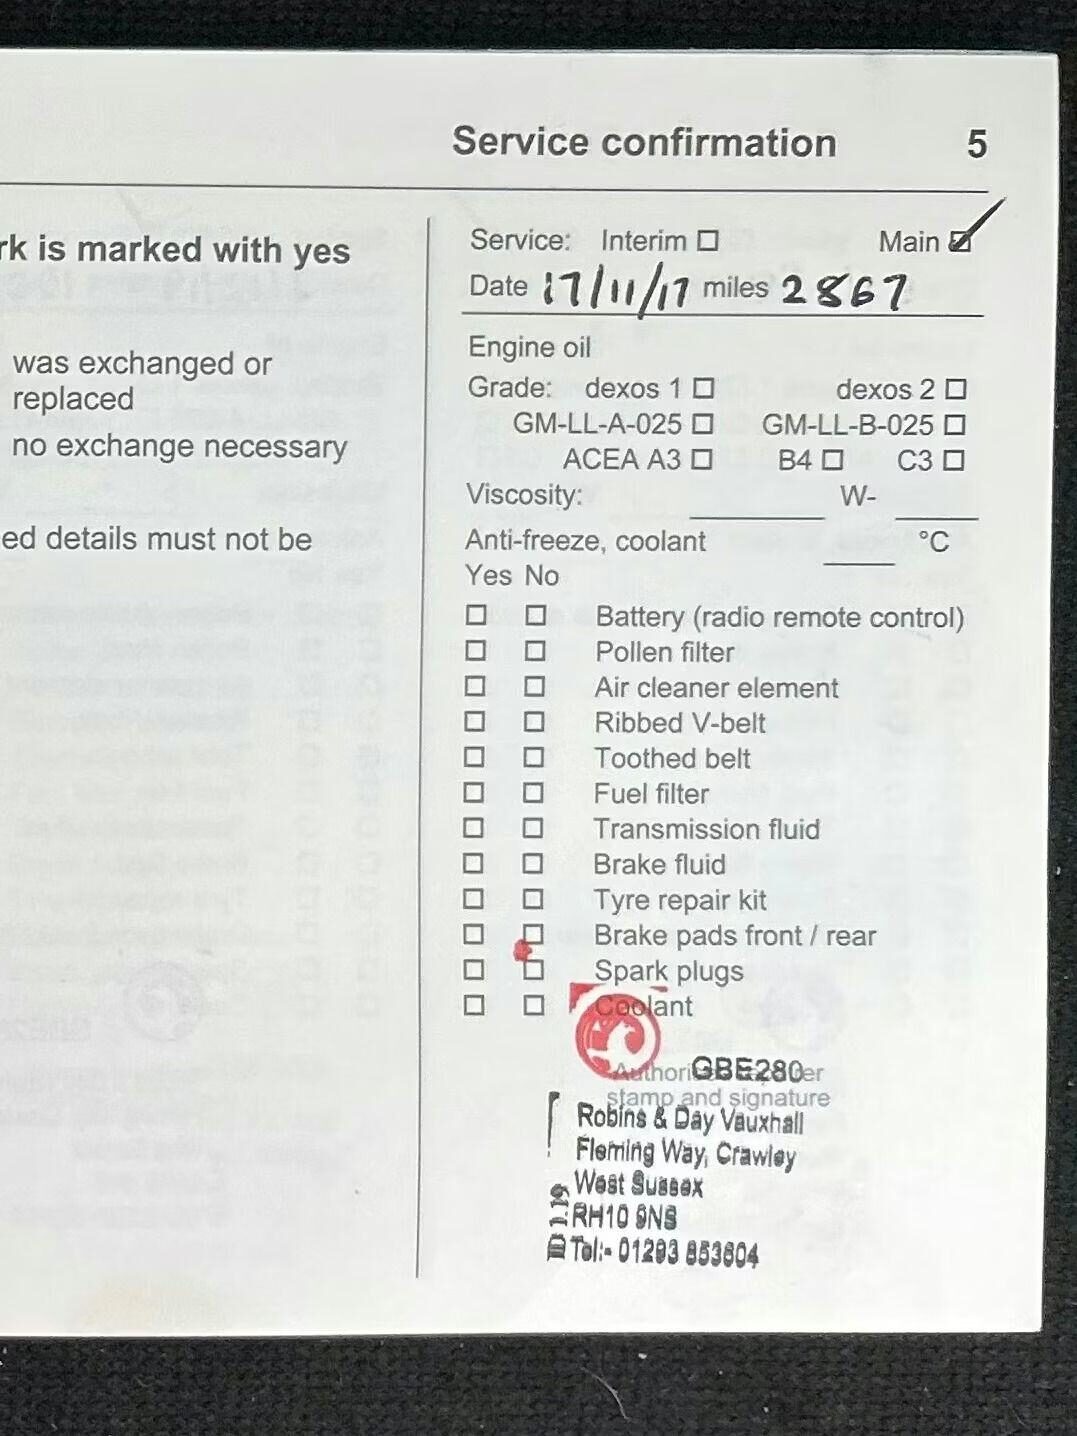 Service confirmation 5
rk is marked with yes
was exchanged or
replaced
no exchange necessary
ed details must not be
Service: Interim Main
Date 17/11/17 miles 2867
Engine oil
Grade: dexos 1 dexos 2
GM-LL-A-025 GM-LL-B-025
ACEA A3 B4 C3
Viscosity: W-
Anti-freeze, coolant °C
Yes No
Battery (radio remote control)
Pollen filter
Air cleaner element
Ribbed V-belt
Toothed belt
Fuel filter
Transmission fluid
Brake fluid
Tyre repair kit
Brake pads front / rear
Spark plugs
Coolant
GBE280
stamp and signature
Robins & Day Vauxhall
Fleming Way, Crawley
West Sussex
RH10 9NS
Tel:- 01293 853804